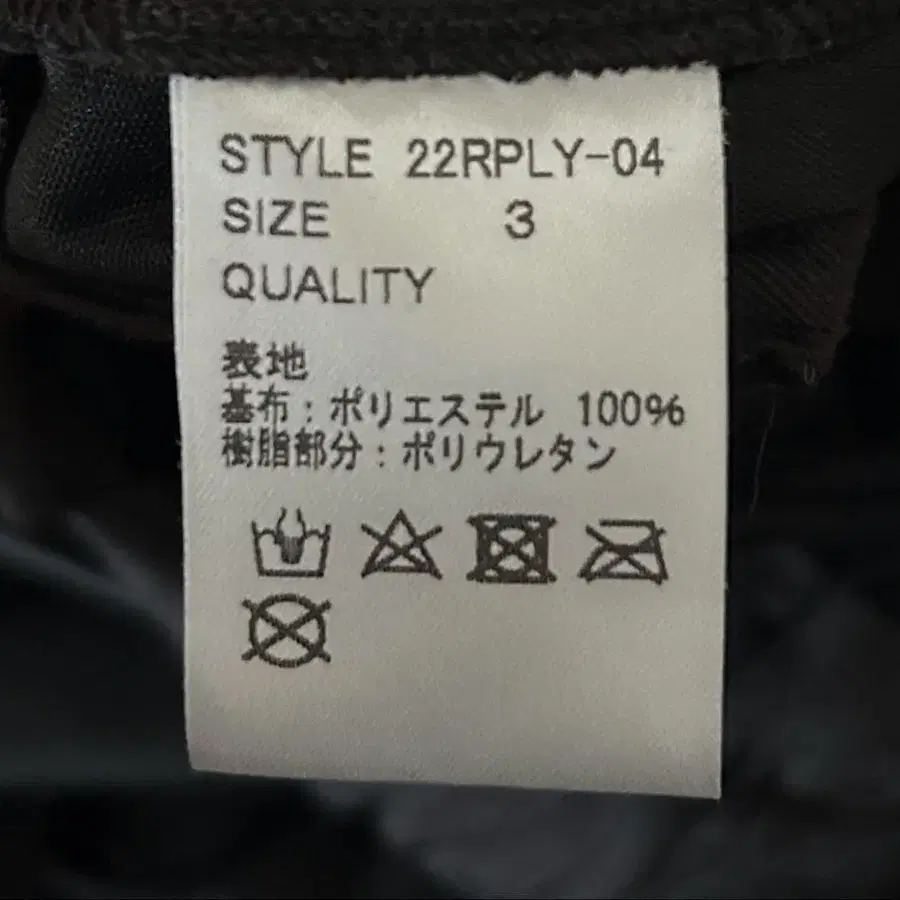 STYLE 22RPLY-04
SIZE 3
QUALITY
表地
基布：ポリエステル 100%
樹脂部分：ポリウレタン